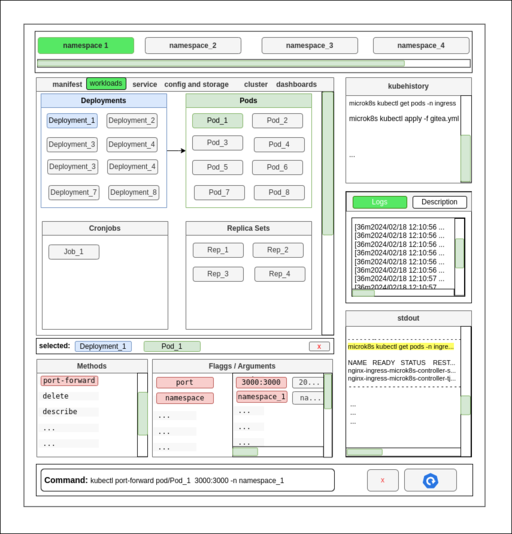 namespace 1 namespace_2 namespace_3 namespace_4
manifest workloads service config and storage cluster dashboards
Deployments
Deployment_1 Deployment_2
Deployment_3 Deployment_4
Deployment_3 Deployment_4
Deployment_7 Deployment_8
Pods
Pod_1 Pod_2
Pod_3 Pod_4
Pod_5 Pod_6
Pod_7 Pod_8
Cronjobs
Job_1
Replica Sets
Rep_1 Rep_2
Rep_3 Rep_4
selected: Deployment_1 Pod_1 x
Methods
port-forward
delete
describe
...
...
Flaggs / Arguments
port 3000:3000 20...
namespace namespace_1 na...
... ...
... ...
... ...
Command: kubectl port-forward pod/Pod_1 3000:3000 -n namespace_1
x
kubehistory
microk8s kubectl get pods -n ingress
microk8s kubectl apply -f gitea.yml
...
Logs Description
[36m2024/02/18 12:10:56 ...
[36m2024/02/18 12:10:56 ...
[36m2024/02/18 12:10:56 ...
[36m2024/02/18 12:10:56 ...
[36m2024/02/18 12:10:56 ...
[36m2024/02/18 12:10:56 ...
[36m2024/02/18 12:10:57 ...
[36m2024/02/18 12:10:57
stdout
- - - - - - - - - - - - - - - - - - - -
microk8s kubectl get pods -n ingre...
NAME READY STATUS REST...
nginx-ingress-microk8s-controller-s...
nginx-ingress-microk8s-controller-tj...
- - - - - - - - - - - - - - - - - - - -
...
...
...